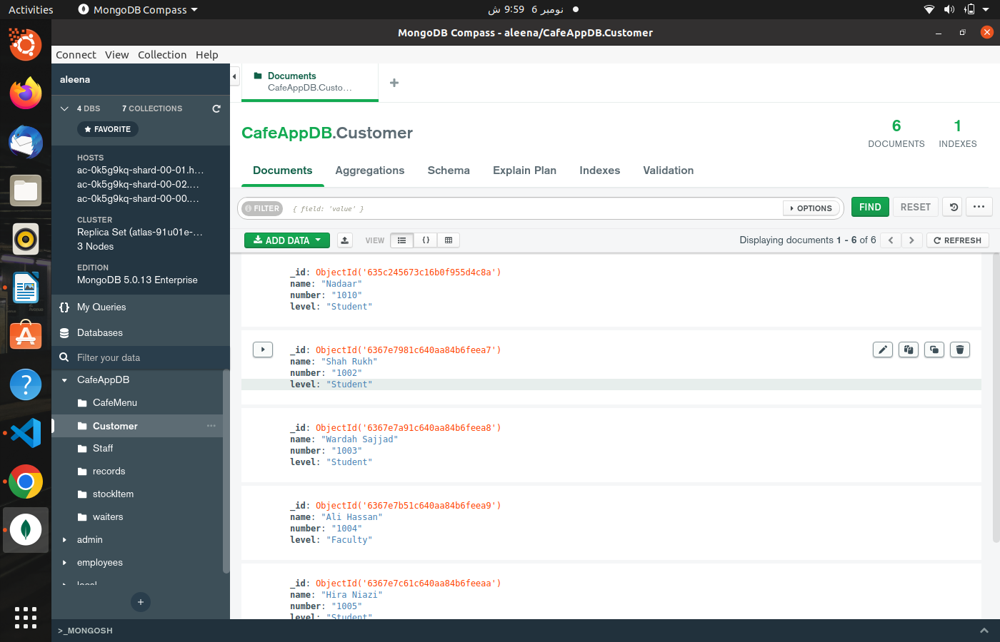 Activities
MongoDB Compass
نومبر 6  9:59 ش
MongoDB Compass - aleena/CafeAppDB.Customer
Connect View Collection Help
aleena
4 DBS 7 COLLECTIONS
FAVORITE
HOSTS
ac-0k5g9kq-shard-00-01.h...
ac-0k5g9kq-shard-00-02....
ac-0k5g9kq-shard-00-00....
CLUSTER
Replica Set (atlas-91u01e-...
3 Nodes
EDITION
MongoDB 5.0.13 Enterprise
{} My Queries
Databases
Filter your data
CafeAppDB
CafeMenu
Customer
Staff
records
stockItem
waiters
admin
employees
local
+
Documents
CafeAppDB.Custo...
+
CafeAppDB.Customer
6
DOCUMENTS
1
INDEXES
Documents Aggregations Schema Explain Plan Indexes Validation
FILTER { field: 'value' } OPTIONS FIND RESET
ADD DATA VIEW {} Displaying documents 1 - 6 of 6 REFRESH
_id: ObjectId('635c245673c16b0f955d4c8a')
name: "Nadaar"
number: "1010"
level: "Student"
_id: ObjectId('6367e7981c640aa84b6feea7')
name: "Shah Rukh"
number: "1002"
level: "Student"
_id: ObjectId('6367e7a91c640aa84b6feea8')
name: "Wardah Sajjad"
number: "1003"
level: "Student"
_id: ObjectId('6367e7b51c640aa84b6feea9')
name: "Ali Hassan"
number: "1004"
level: "Faculty"
_id: ObjectId('6367e7c61c640aa84b6feeaa')
name: "Hira Niazi"
number: "1005"
level: "Student"
>_MONGOSH